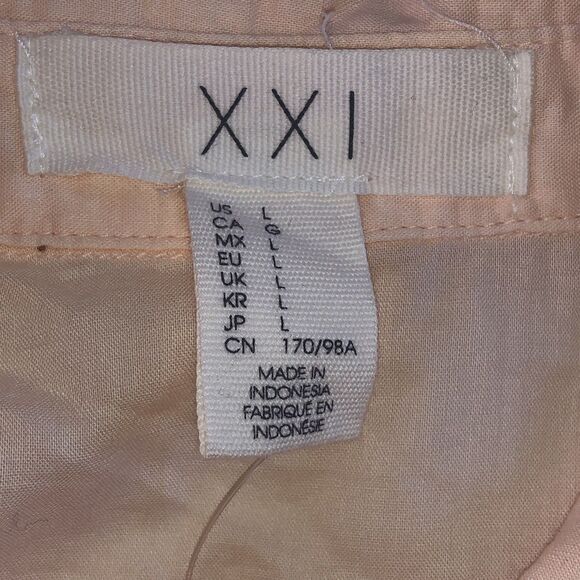 XXI
US L
CA G
MX L
EU L
UK L
KR L
JP L
CN 170/98A
MADE IN
INDONESIA
FABRIQUÉ EN
INDONÉSIE